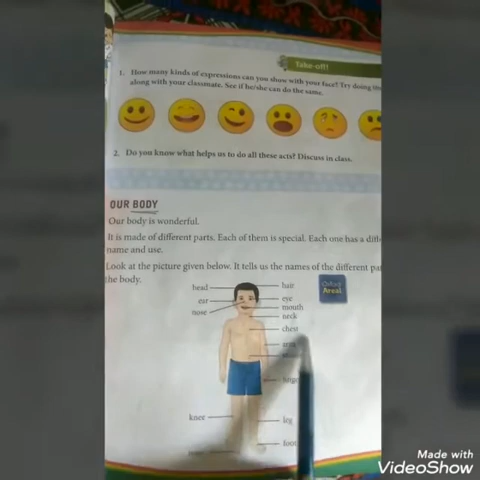 Take-off!
1. How many kinds of expressions can you show with your face? Try doing
along with your classmate. See if he/she can do the same.
2. Do you know what helps us to do all these acts? Discuss in class.
OUR BODY
Our body is wonderful.
It is made of different parts. Each of them is special. Each one has a
name and use.
Look at the picture given below. It tells us the names of the different
the body.
head
hair
ear
eye
nose
mouth
neck
chest
arm
knee
leg
foot
Made with
VideoShow